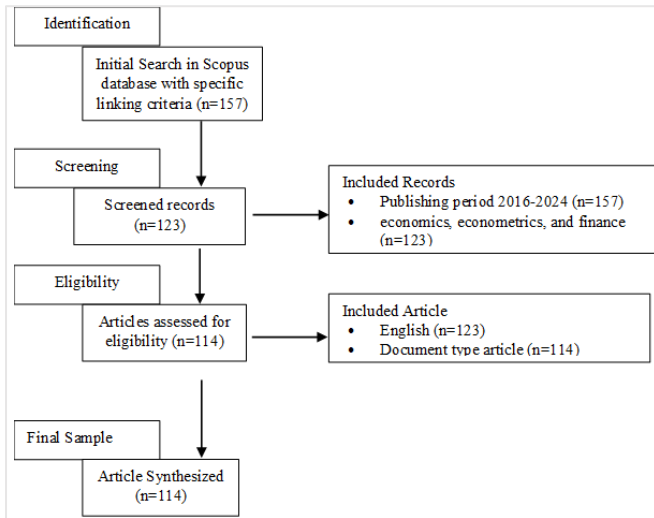 Identification
Initial Search in Scopus
database with specific
linking criteria (n=157)
Screening
Screened records
(n=123)
Included Records
• Publishing period 2016-2024 (n=157)
• economics, econometrics, and finance
(n=123)
Eligibility
Articles assessed for
eligibility (n=114)
Included Article
• English (n=123)
• Document type article (n=114)
Final Sample
Article Synthesized
(n=114)